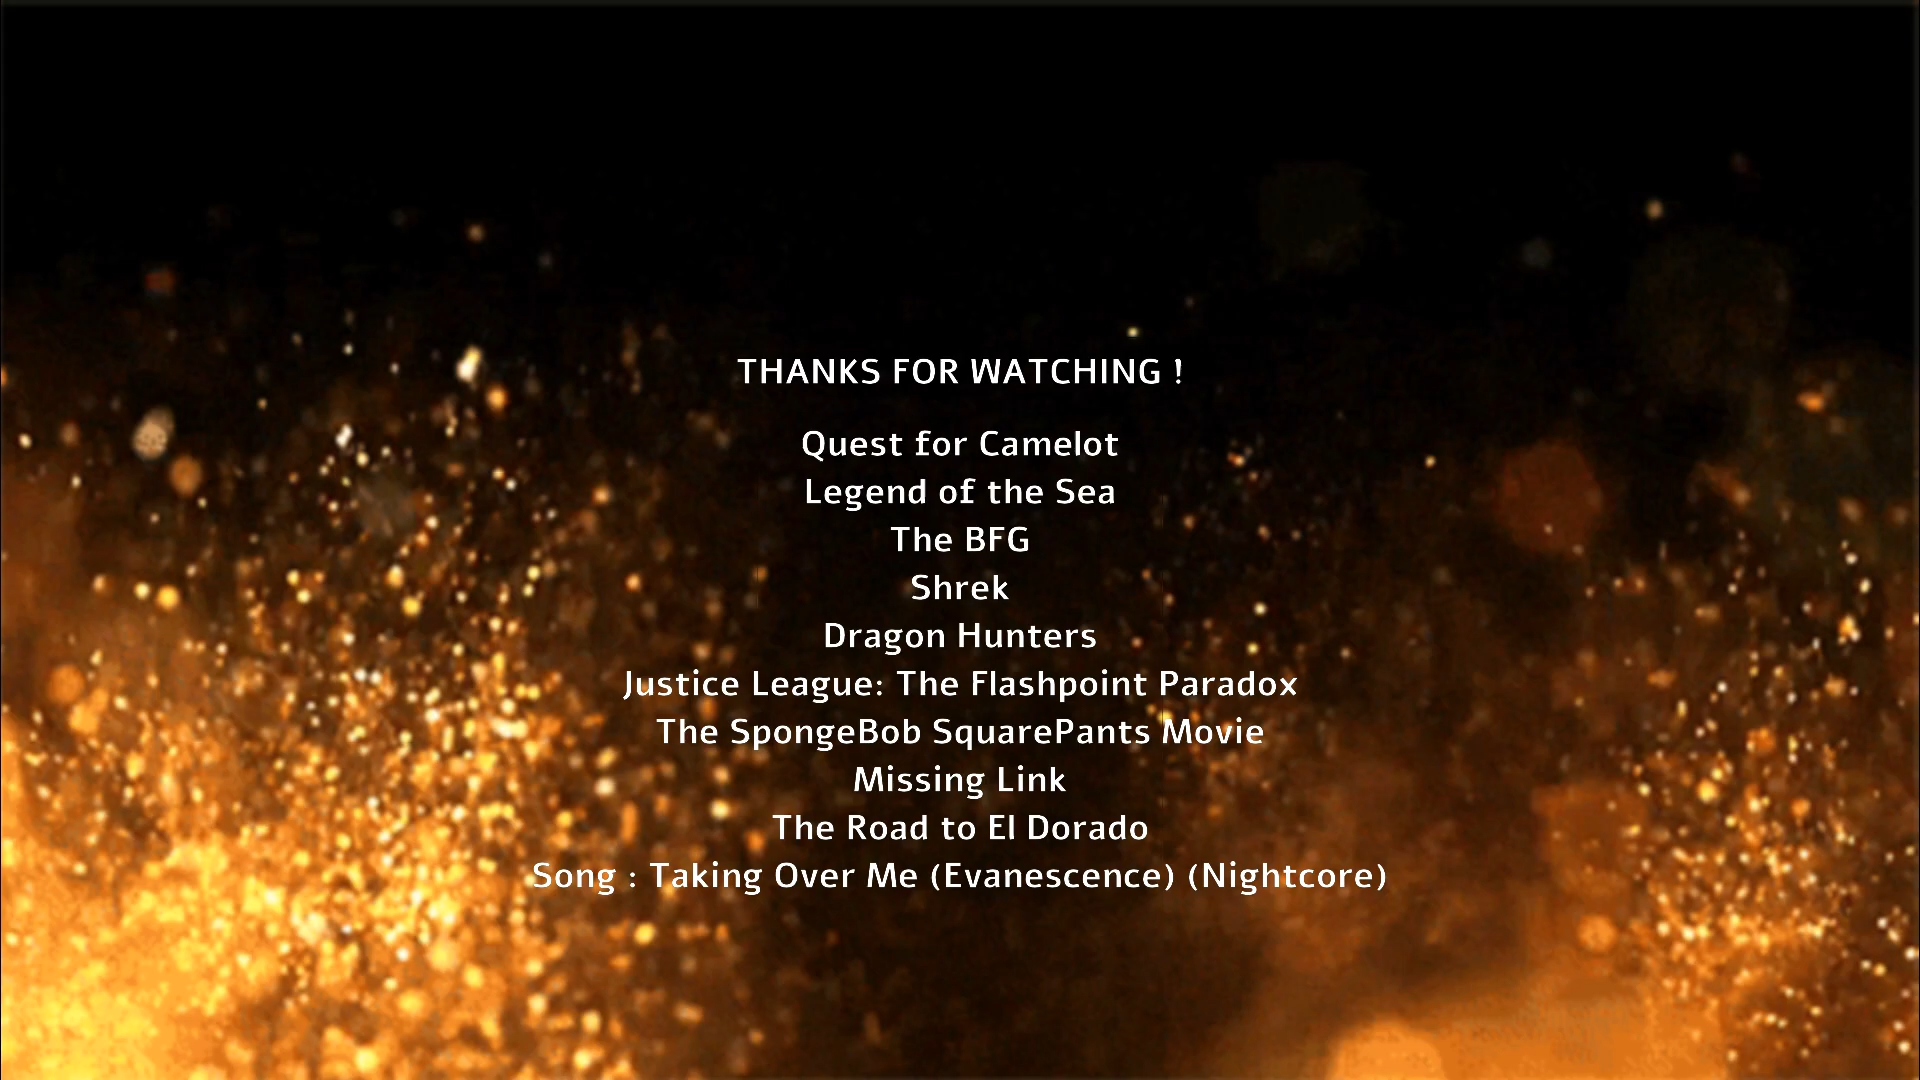 THANKS FOR WATCHING !
Quest for Camelot
Legend of the Sea
The BFG
Shrek
Dragon Hunters
Justice League: The Flashpoint Paradox
The SpongeBob SquarePants Movie
Missing Link
The Road to El Dorado
Song : Taking Over Me (Evanescence) (Nightcore)